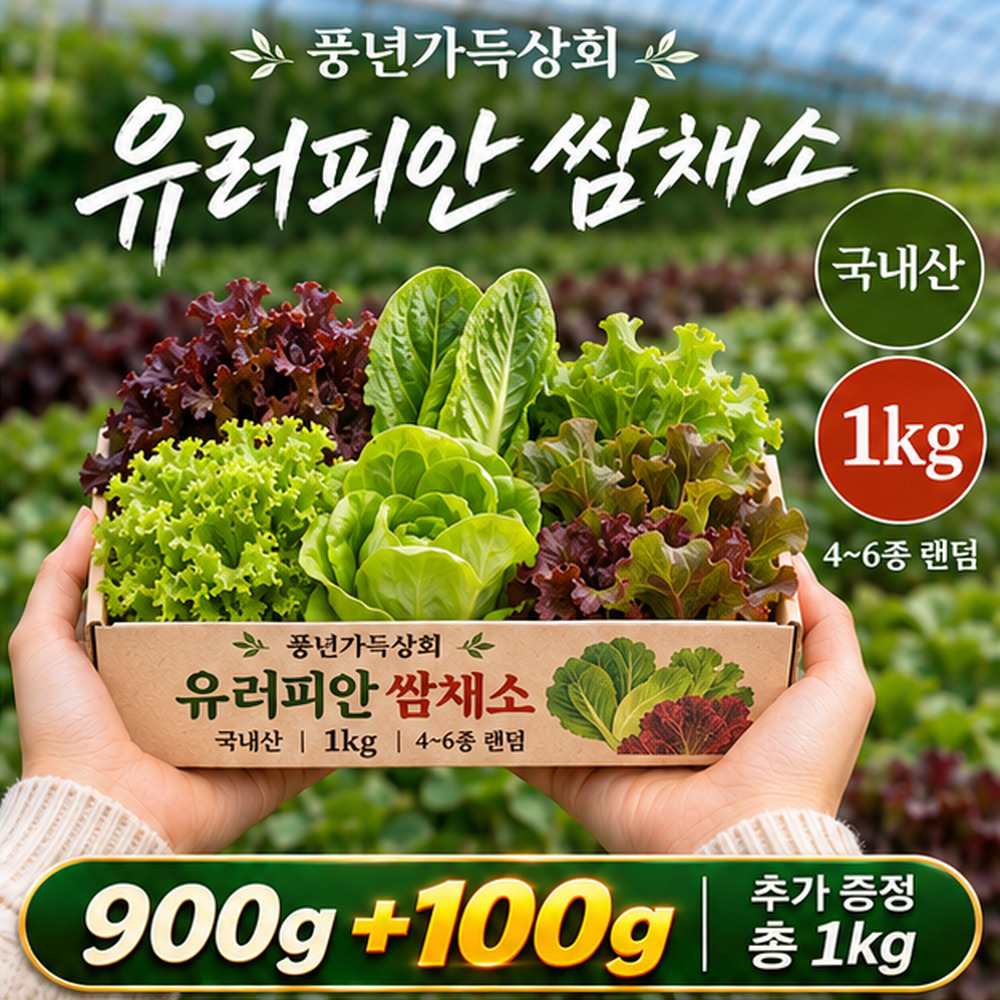 풍년가득상회
유러피안 쌈채소
국내산
1kg
4~6종 랜덤
풍년가득상회
유러피안 쌈채소
국내산 | 1kg | 4~6종 랜덤
900g+100g
추가 증정
총 1kg